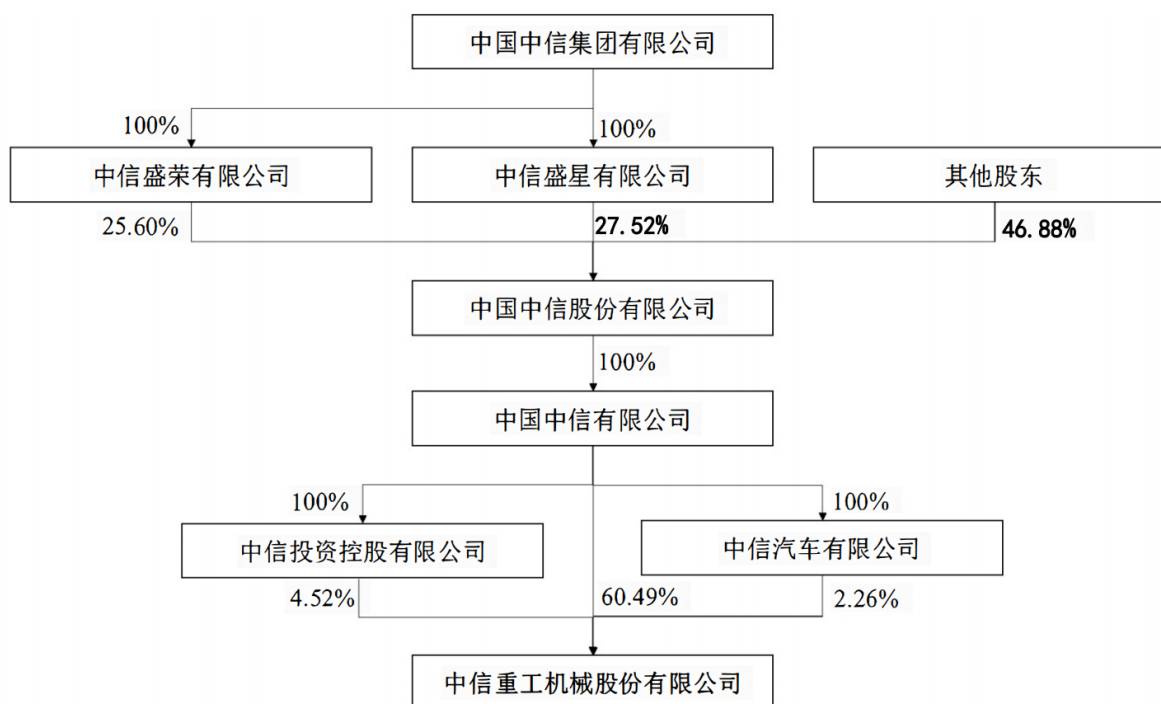 中国中信集团有限公司
100%
100%
中信盛荣有限公司
中信盛星有限公司
其他股东
25.60%
27.52%
46.88%
中国中信股份有限公司
100%
中国中信有限公司
100%
100%
中信投资控股有限公司
中信汽车有限公司
4.52%
60.49%
2.26%
中信重工机械股份有限公司